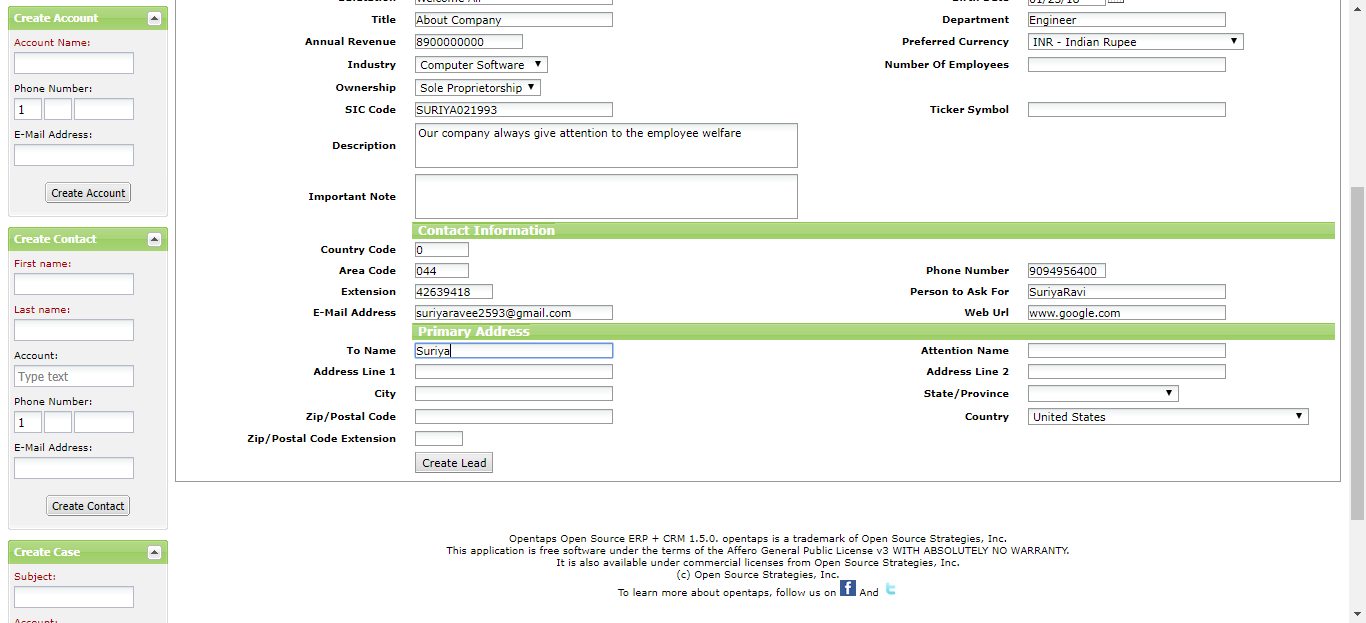 Create Account
Account Name:
Phone Number:
1
E-Mail Address:
Create Account
Create Contact
First name:
Last name:
Account:
Type text
Phone Number:
1
E-Mail Address:
Create Contact
Create Case
Subject:
Title About Company Department Engineer
Annual Revenue 8900000000 Preferred Currency INR - Indian Rupee
Industry Computer Software Number Of Employees
Ownership Sole Proprietorship
SIC Code SURIYA021993 Ticker Symbol
Description Our company always give attention to the employee welfare
Important Note
Contact Information
Country Code 0
Area Code 044 Phone Number 9094956400
Extension 42639418 Person to Ask For SuriyaRavi
E-Mail Address suriyaravee2593@gmail.com Web Url www.google.com
Primary Address
To Name Suriya Attention Name
Address Line 1 Address Line 2
City State/Province
Zip/Postal Code Country United States
Zip/Postal Code Extension
Create Lead
Opentaps Open Source ERP + CRM 1.5.0. opentaps is a trademark of Open Source Strategies, Inc.
This application is free software under the terms of the Affero General Public License v3 WITH ABSOLUTELY NO WARRANTY.
It is also available under commercial licenses from Open Source Strategies, Inc.
(c) Open Source Strategies, Inc.
To learn more about opentaps, follow us on f And t